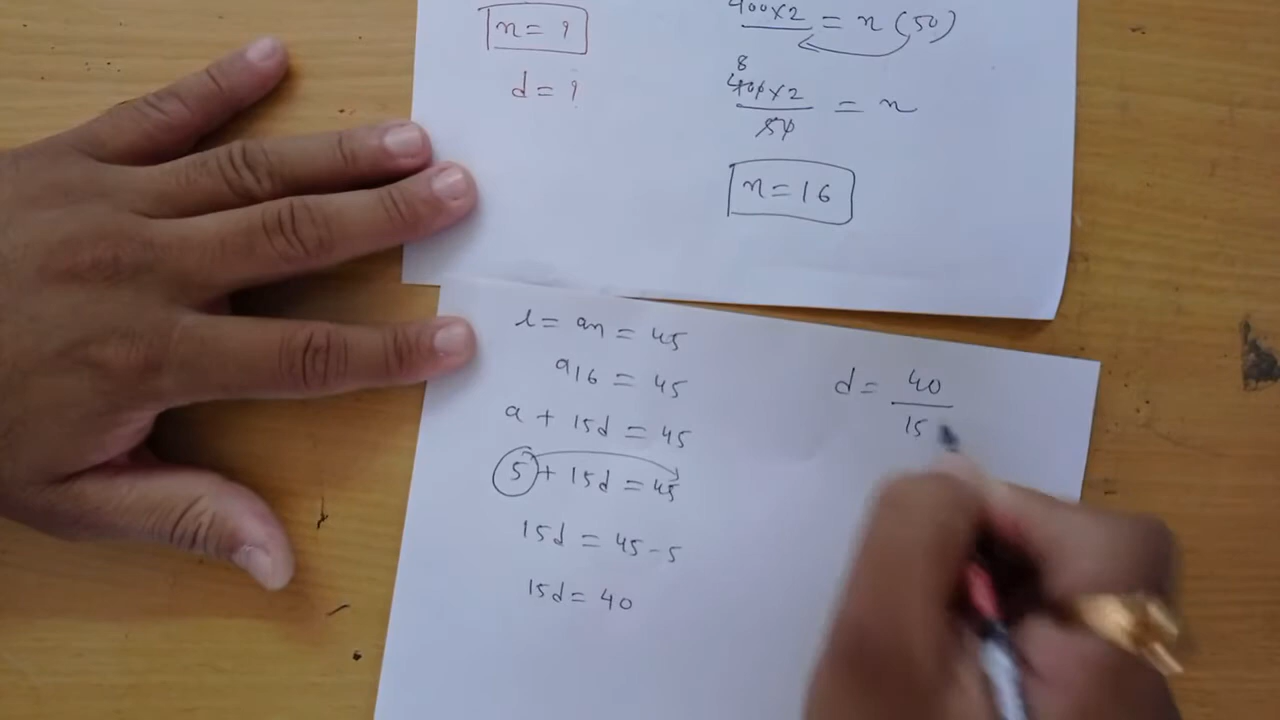 n = ?
d = ?
400×2 = n (50)
8
400×2 / 50 = n
n = 16
l = an = 45
a16 = 45
a + 15d = 45
5 + 15d = 45
15d = 45 - 5
15d = 40
d = 40 / 15